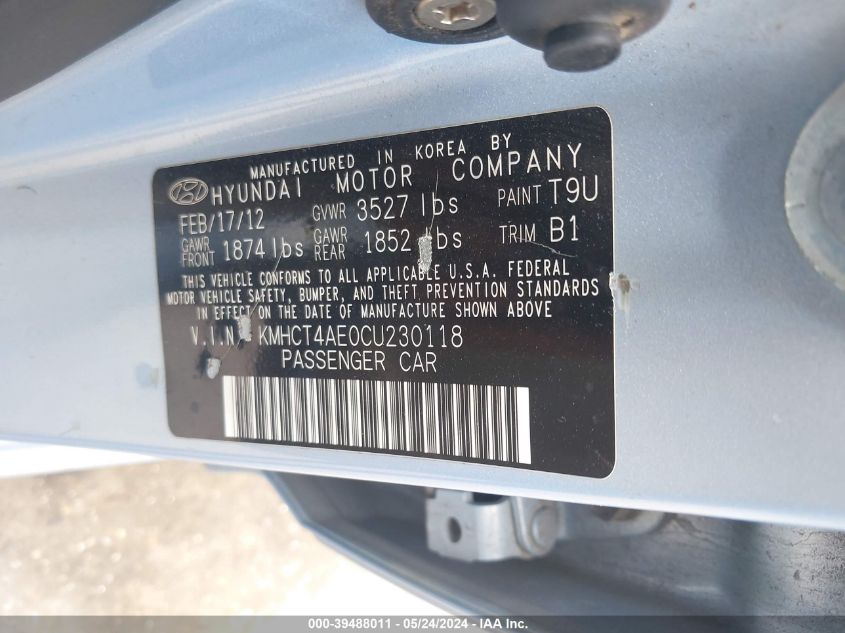 MANUFACTURED IN KOREA BY
HYUNDAI MOTOR COMPANY
FEB/17/12 GVWR 3527 lbs PAINT T9U
GAWR FRONT 1874 lbs GAWR REAR 1852 lbs TRIM B1
THIS VEHICLE CONFORMS TO ALL APPLICABLE U.S.A. FEDERAL
MOTOR VEHICLE SAFETY, BUMPER, AND THEFT PREVENTION STANDARDS
IN EFFECT ON THE DATE OF MANUFACTURE SHOWN ABOVE
V.I.N KMHCT4AE0CU230118
PASSENGER CAR
000-39488011 - 05/24/2024 - IAA Inc.